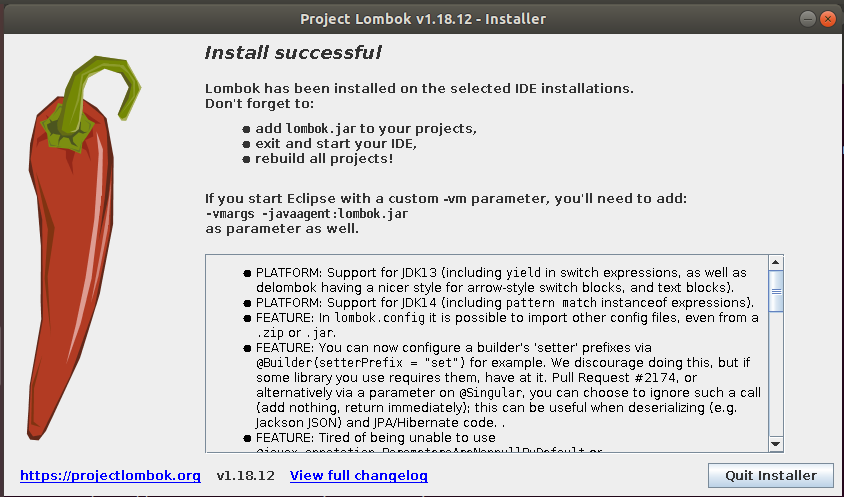 Project Lombok v1.18.12 - Installer
Install successful
Lombok has been installed on the selected IDE installations.
Don't forget to:
● add lombok.jar to your projects,
● exit and start your IDE,
● rebuild all projects!
If you start Eclipse with a custom -vm parameter, you'll need to add:
-vmargs -javaagent:lombok.jar
as parameter as well.
● PLATFORM: Support for JDK13 (including yield in switch expressions, as well as
delombok having a nicer style for arrow-style switch blocks, and text blocks).
● PLATFORM: Support for JDK14 (including pattern match instanceof expressions).
● FEATURE: In lombok.config it is possible to import other config files, even from a
.zip or .jar.
● FEATURE: You can now configure a builder's 'setter' prefixes via
@Builder(setterPrefix = "set") for example. We discourage doing this, but if
some library you use requires them, have at it. Pull Request #2174, or
alternatively via a parameter on @Singular, you can choose to ignore such a call
(add nothing, return immediately); this can be useful when deserializing (e.g.
Jackson JSON) and JPA/Hibernate code. .
● FEATURE: Tired of being unable to use
@javax.annotation.ParametersAreNonnullByDefault or
https://projectlombok.org v1.18.12 View full changelog Quit Installer